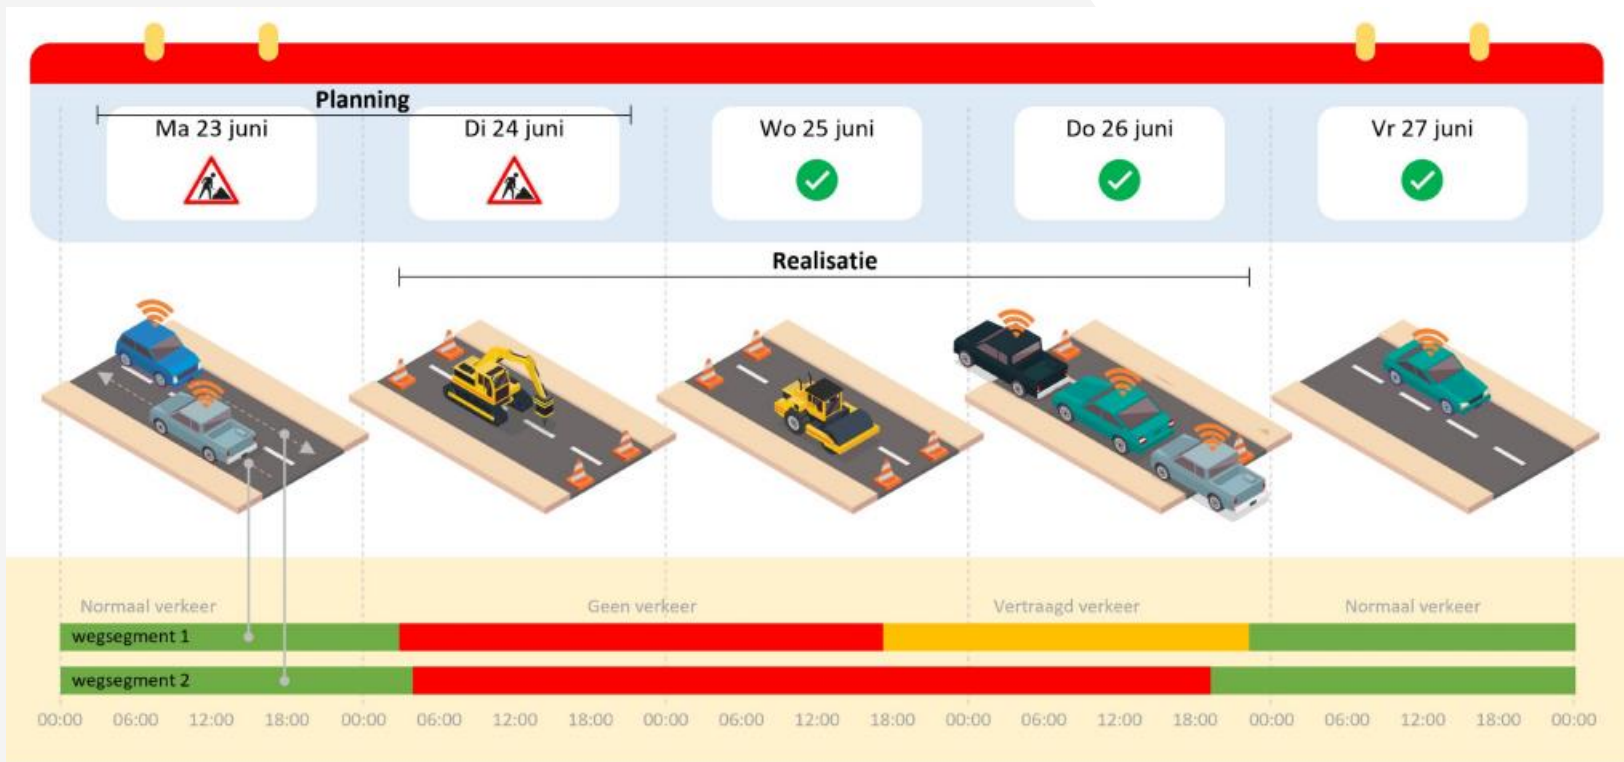 Planning
Ma 23 juni Di 24 juni Wo 25 juni Do 26 juni Vr 27 juni
Realisatie
Normaal verkeer Geen verkeer Vertraagd verkeer Normaal verkeer
wegsegment 1
wegsegment 2
00:00 06:00 12:00 18:00 00:00 06:00 12:00 18:00 00:00 06:00 12:00 18:00 00:00 06:00 12:00 18:00 00:00 06:00 12:00 18:00 00:00